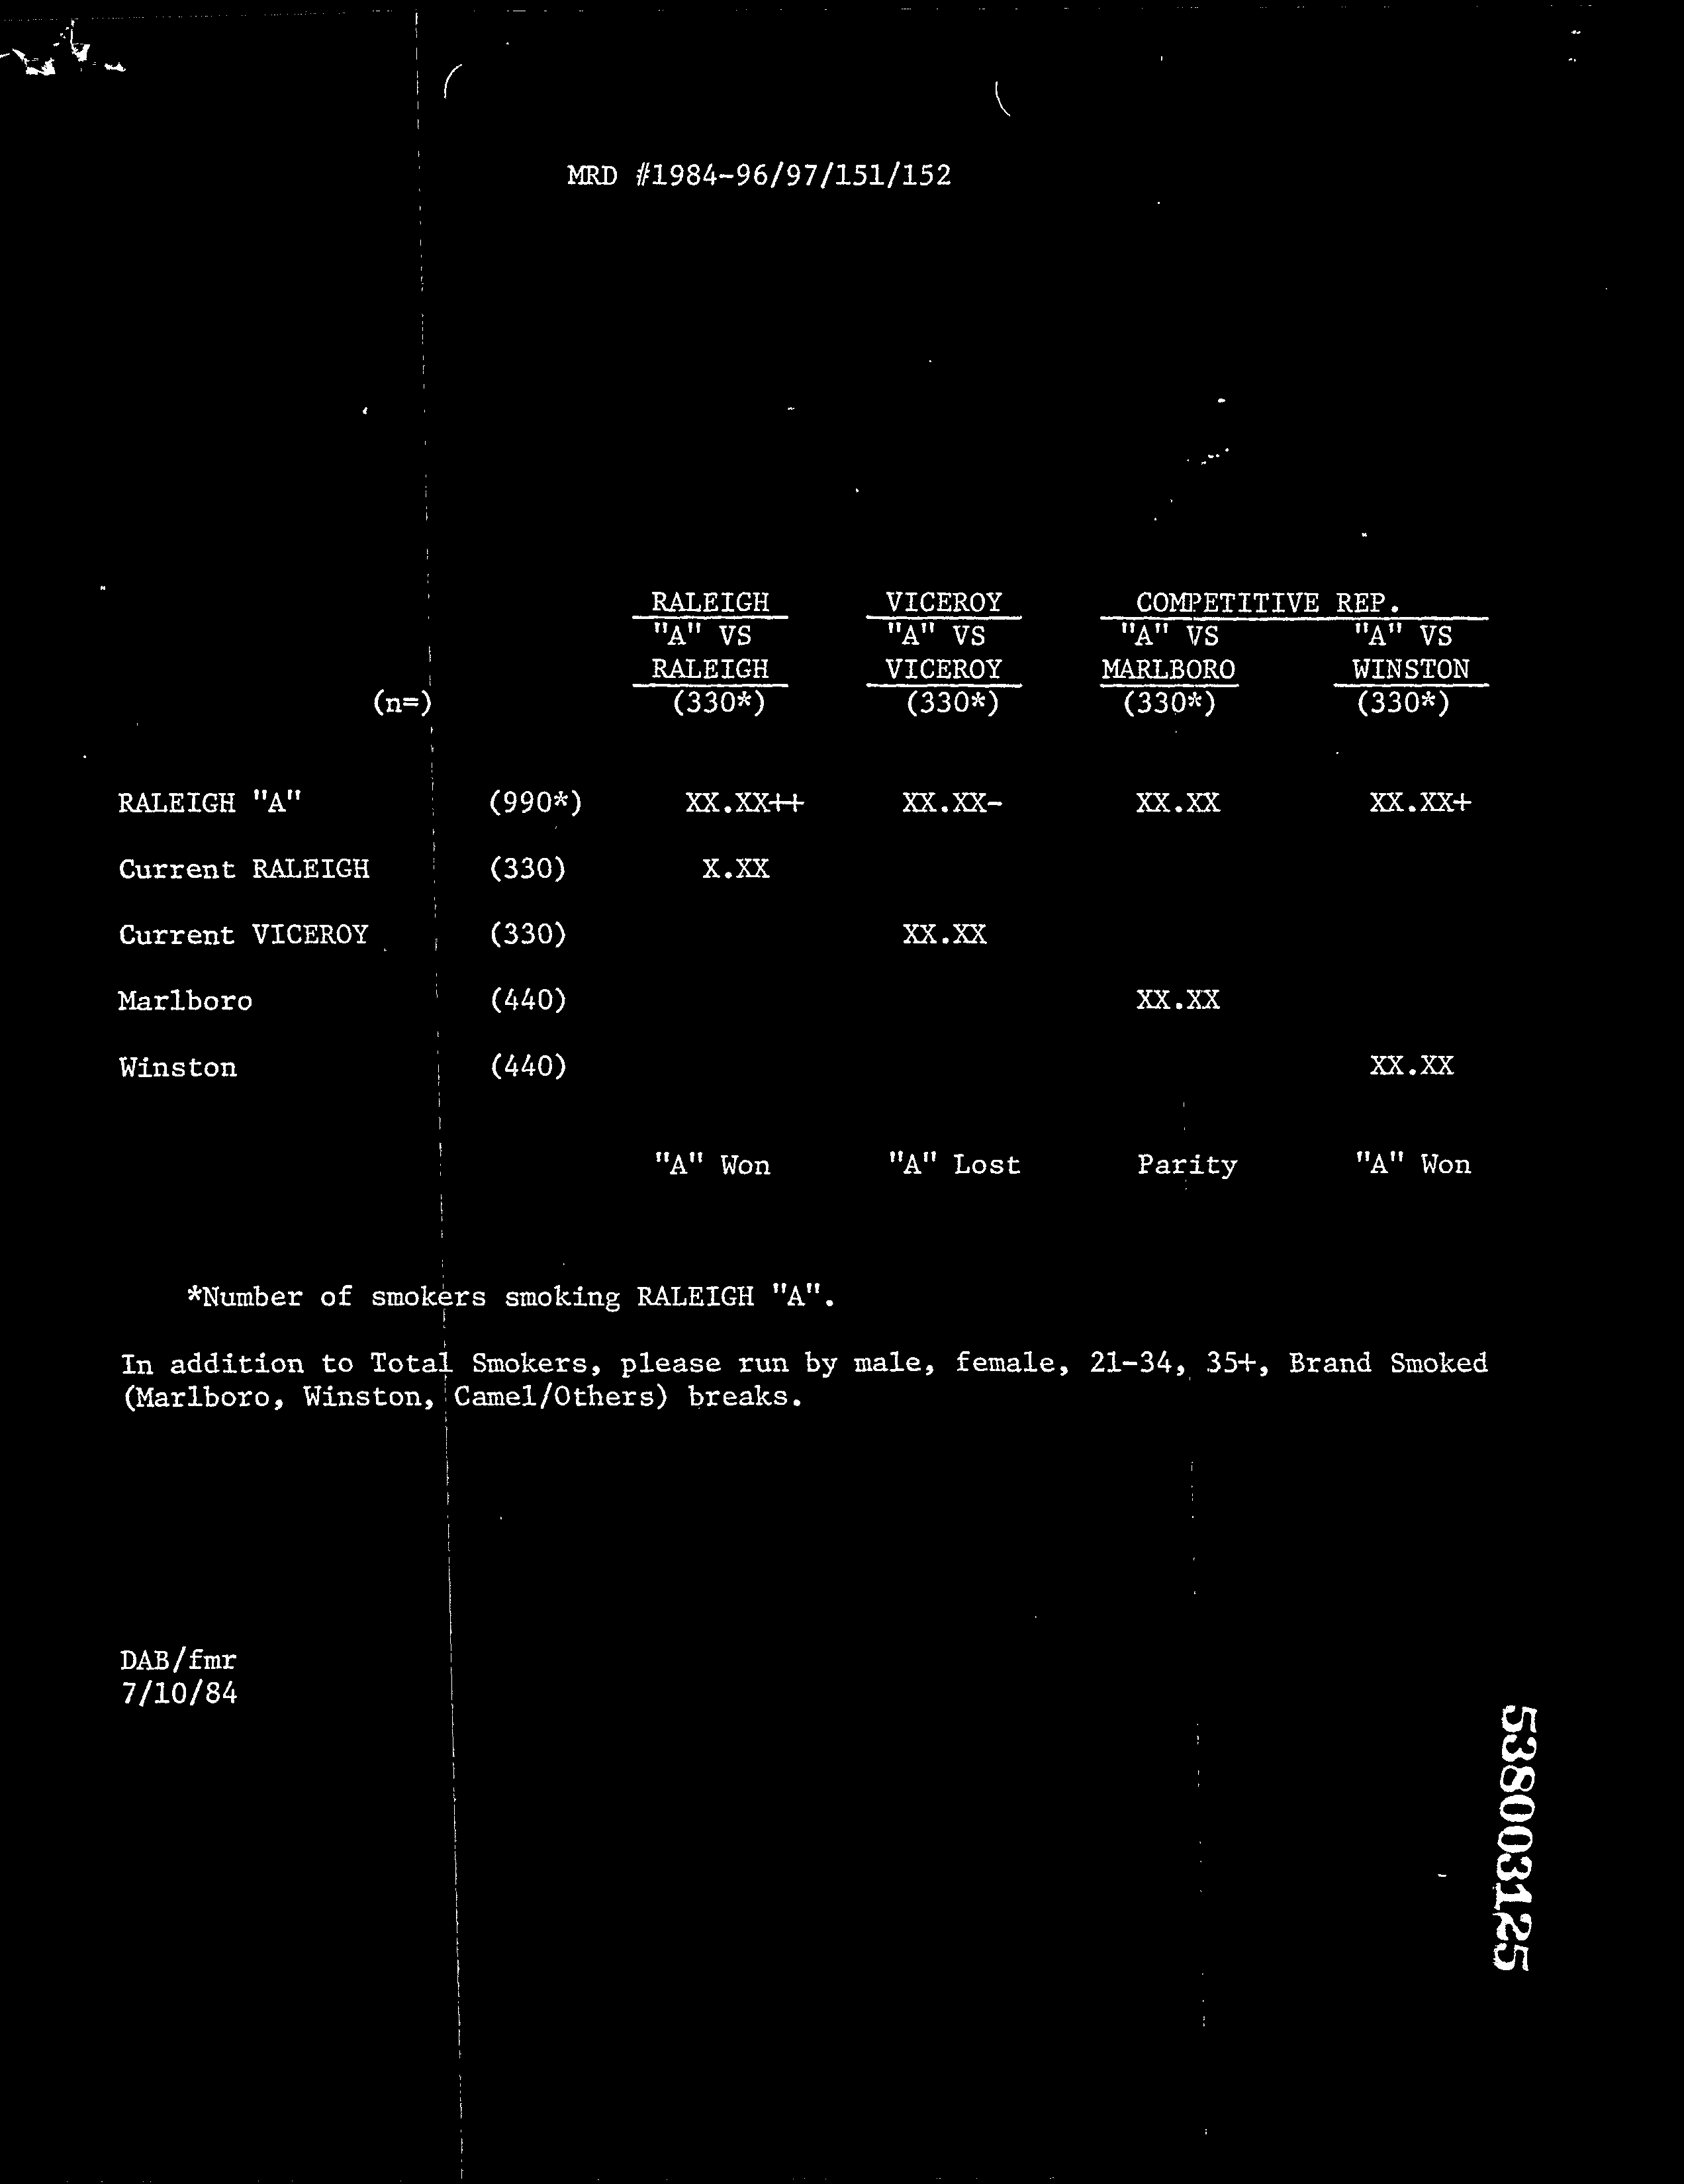 MRD #1984-96/97/151/152
RALEIGH VICEROY COMPETITIVE REP.
"A" VS "A" VS "A" VS "A" VS
RALEIGH VICEROY MARLBORO WINSTON
(n=) (330*) (330*) (330*) (330*)
RALEIGH "A" (990*) XX.XX++ XX.XX- XX.XX XX.XX+
Current RALEIGH (330) X.XX
Current VICEROY (330) XX.XX
Marlboro (440) XX.XX
Winston (440) XX.XX
"A" Won "A" Lost Parity "A" Won
*Number of smokers smoking RALEIGH "A".
In addition to Total Smokers, please run by male, female, 21-34, 35+, Brand Smoked
(Marlboro, Winston, Camel/Others) breaks.
DAB/fmr
7/10/84
538003125